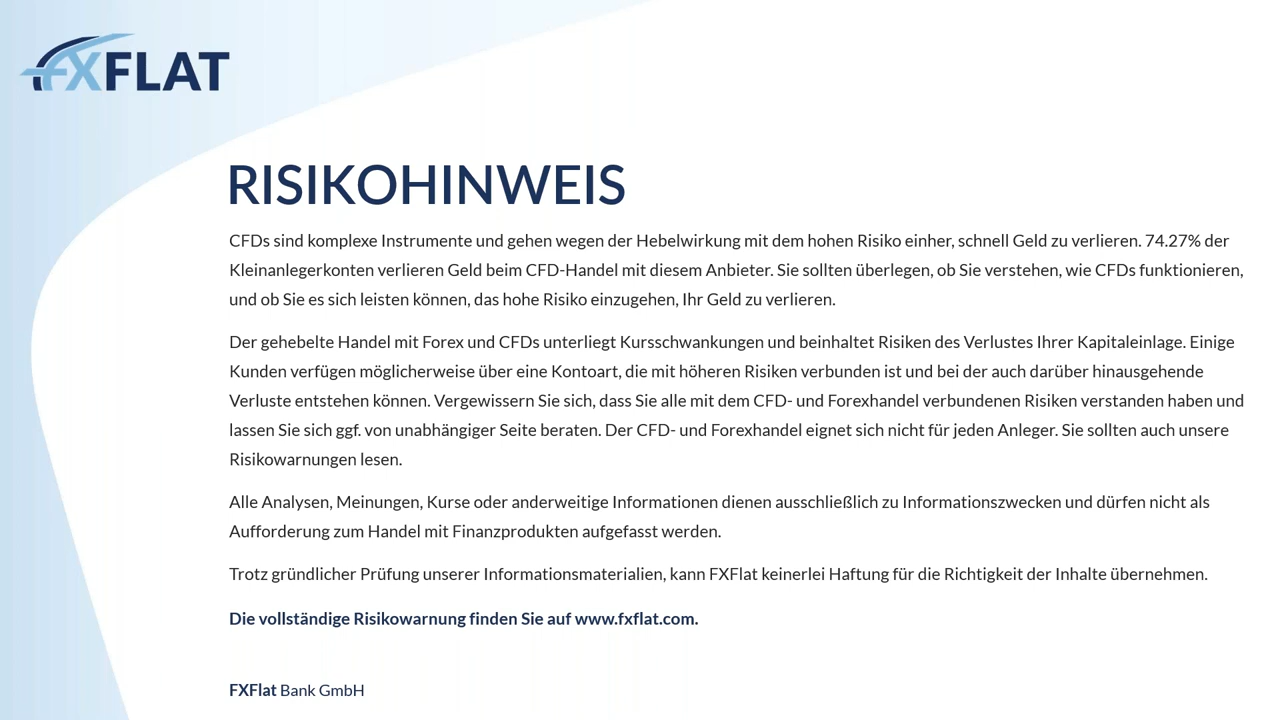 FXFLAT
RISIKOHINWEIS
CFDs sind komplexe Instrumente und gehen wegen der Hebelwirkung mit dem hohen Risiko einher, schnell Geld zu verlieren. 74.27% der
Kleinanlegerkonten verlieren Geld beim CFD-Handel mit diesem Anbieter. Sie sollten überlegen, ob Sie verstehen, wie CFDs funktionieren,
und ob Sie es sich leisten können, das hohe Risiko einzugehen, Ihr Geld zu verlieren.
Der gehebelte Handel mit Forex und CFDs unterliegt Kursschwankungen und beinhaltet Risiken des Verlustes Ihrer Kapitaleinlage. Einige
Kunden verfügen möglicherweise über eine Kontoart, die mit höheren Risiken verbunden ist und bei der auch darüber hinausgehende
Verluste entstehen können. Vergewissern Sie sich, dass Sie alle mit dem CFD- und Forexhandel verbundenen Risiken verstanden haben und
lassen Sie sich ggf. von unabhängiger Seite beraten. Der CFD- und Forexhandel eignet sich nicht für jeden Anleger. Sie sollten auch unsere
Risikowarnungen lesen.
Alle Analysen, Meinungen, Kurse oder anderweitige Informationen dienen ausschließlich zu Informationszwecken und dürfen nicht als
Aufforderung zum Handel mit Finanzprodukten aufgefasst werden.
Trotz gründlicher Prüfung unserer Informationsmaterialien, kann FXFlat keinerlei Haftung für die Richtigkeit der Inhalte übernehmen.
Die vollständige Risikowarnung finden Sie auf www.fxflat.com.
FXFlat Bank GmbH